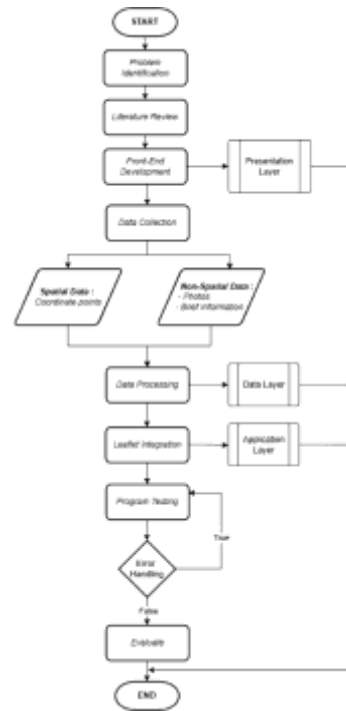 START
Problem
Identification
Literature Review
Front-End
Development
Presentation
Layer
Data Collection
Spatial Data :
Coordinate points
Non-Spatial Data :
- Photos
- Brief information
Data Processing
Data Layer
Leaflet Integration
Application
Layer
Program Testing
True
Error
Handling
False
Evaluate
END